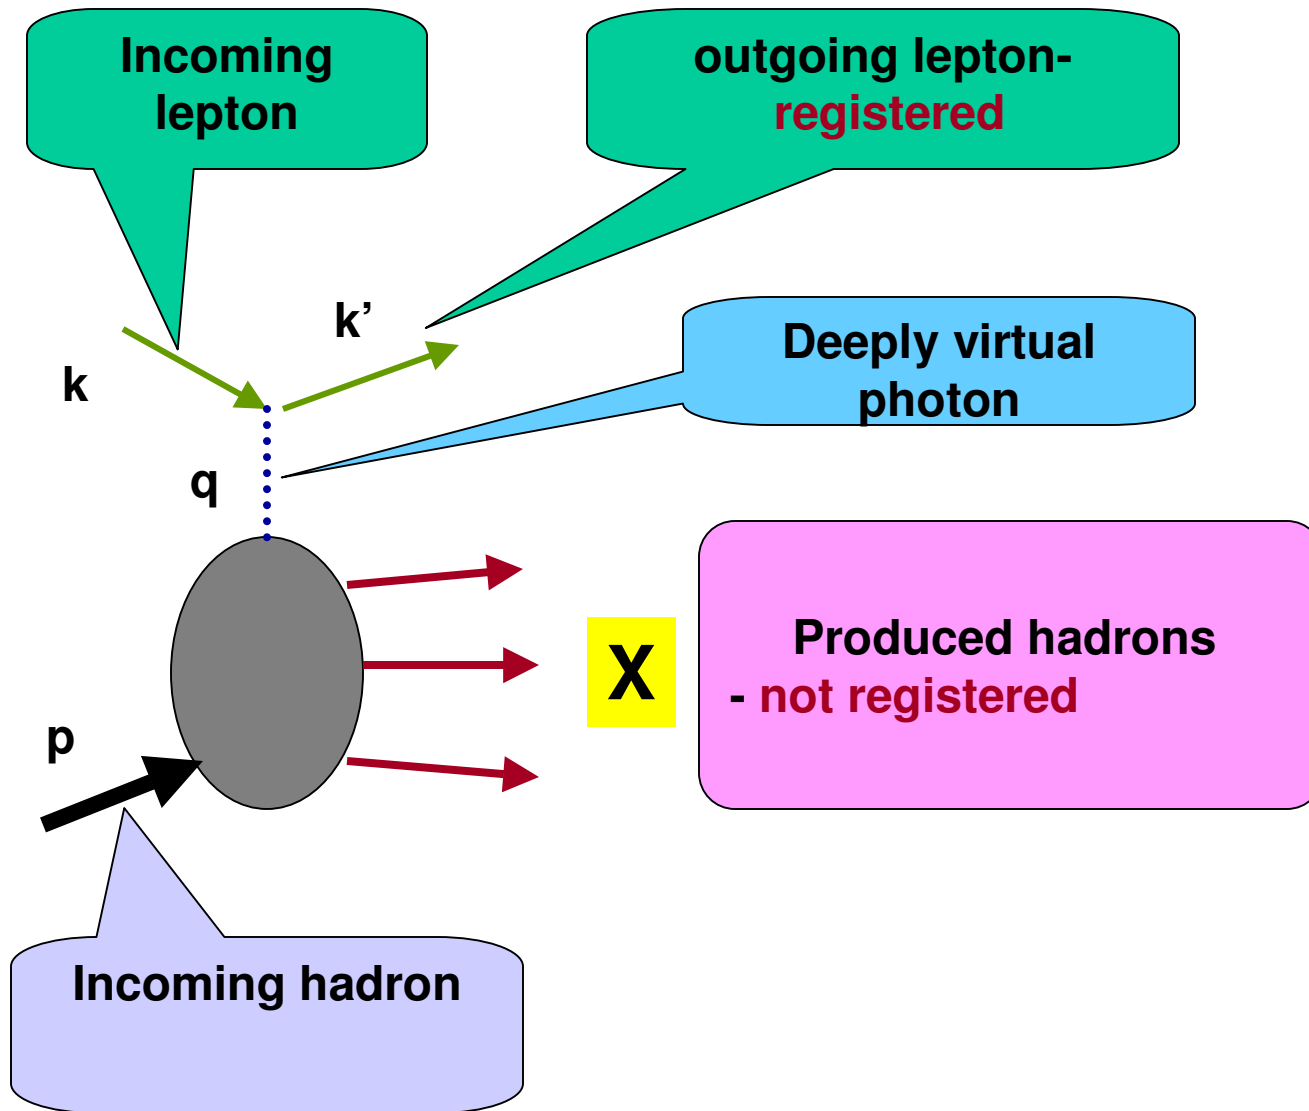 Incoming
lepton
outgoing lepton-
registered
k’
k
Deeply virtual
photon
q
X
Produced hadrons
- not registered
p
Incoming hadron